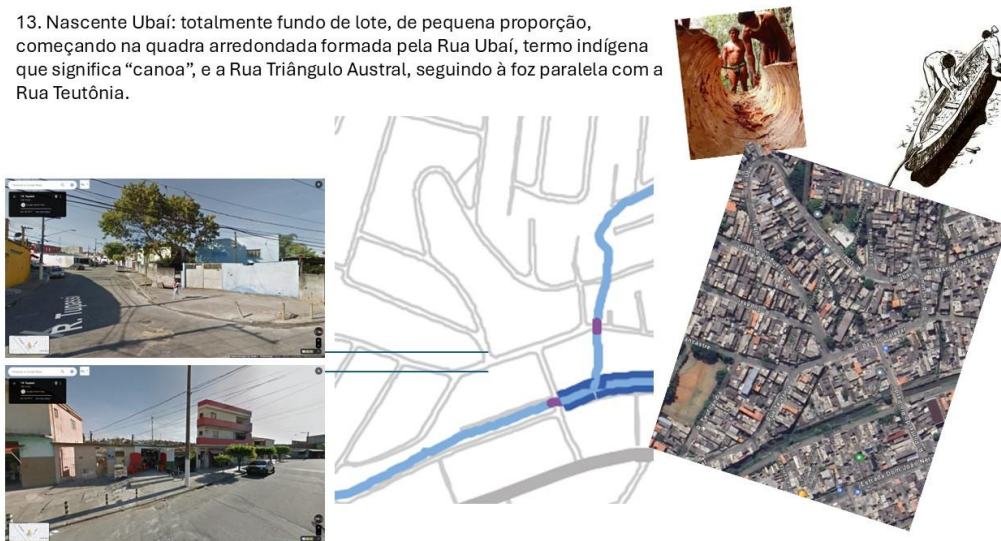 13. Nascente Ubaí: totalmente fundo de lote, de pequena proporção,
começando na quadra arredondada formada pela Rua Ubaí, termo indígena
que significa “canoa”, e a Rua Triângulo Austral, seguindo à foz paralela com a
Rua Teutônia.
R. Tupassi